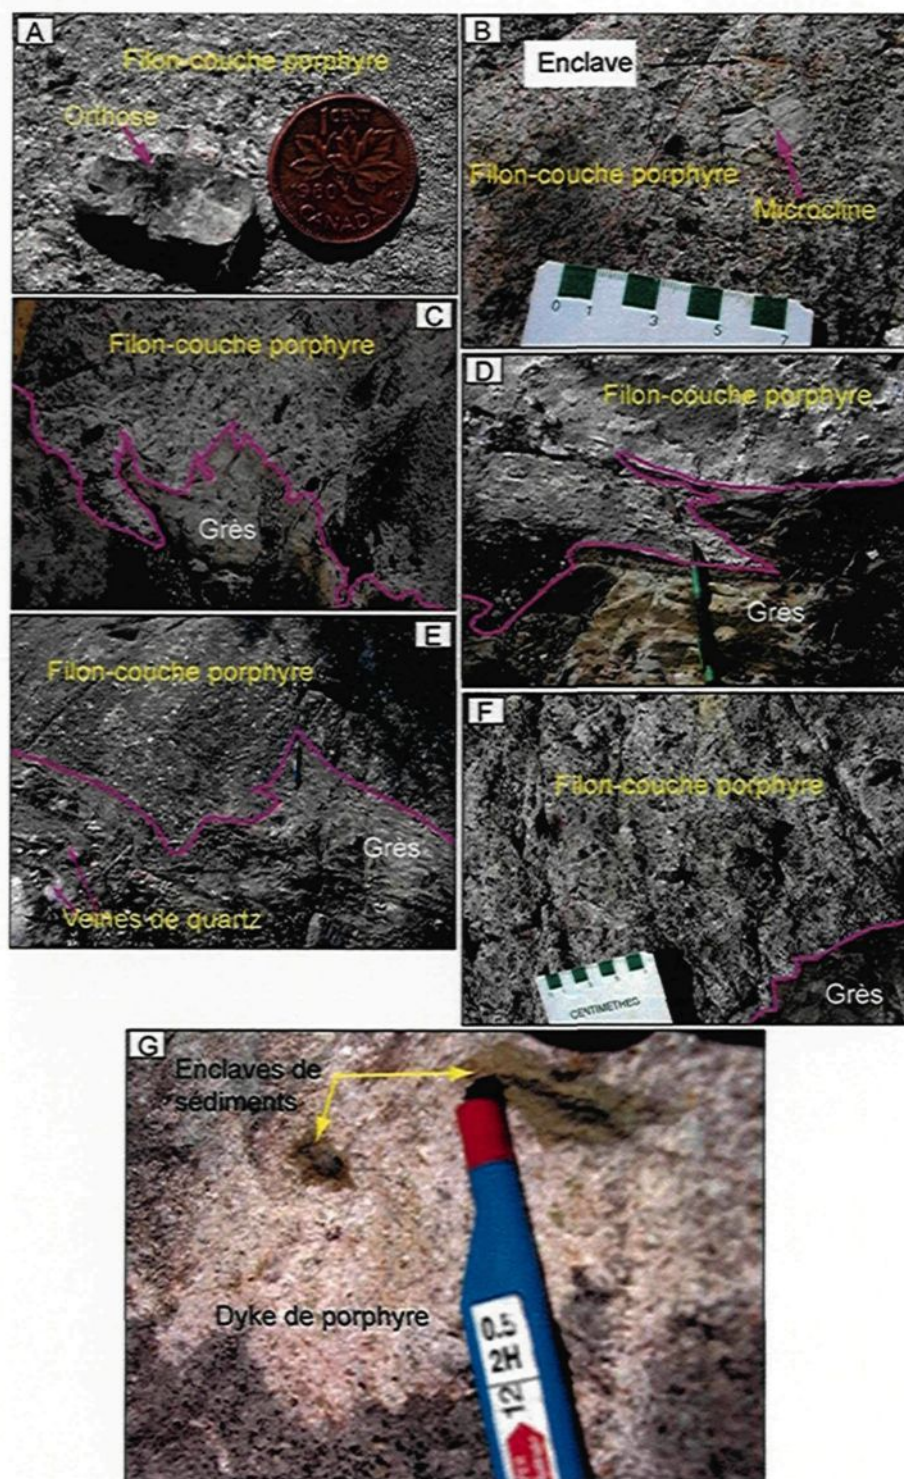 A
Filon-couche porphyre
Orthose
1 CENT
1980
CANADA
B
Enclave
Filon-couche porphyre
Microcline
0 1 3 5 7
C
Filon-couche porphyre
Grès
D
Filon-couche porphyre
Grès
E
Filon-couche porphyre
Grès
Veines de quartz
F
Filon-couche porphyre
CENTIMETRES
Grès
G
Enclaves de
sédiments
Dyke de porphyre
0.5
2H
12